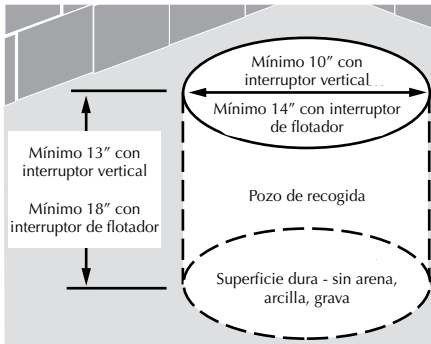 Mínimo 10” con
interruptor vertical
Mínimo 14” con interruptor
de flotador
Mínimo 13” con
interruptor vertical
Mínimo 18” con
interruptor de flotador
Pozo de recogida
Superficie dura - sin arena,
arcilla, grava